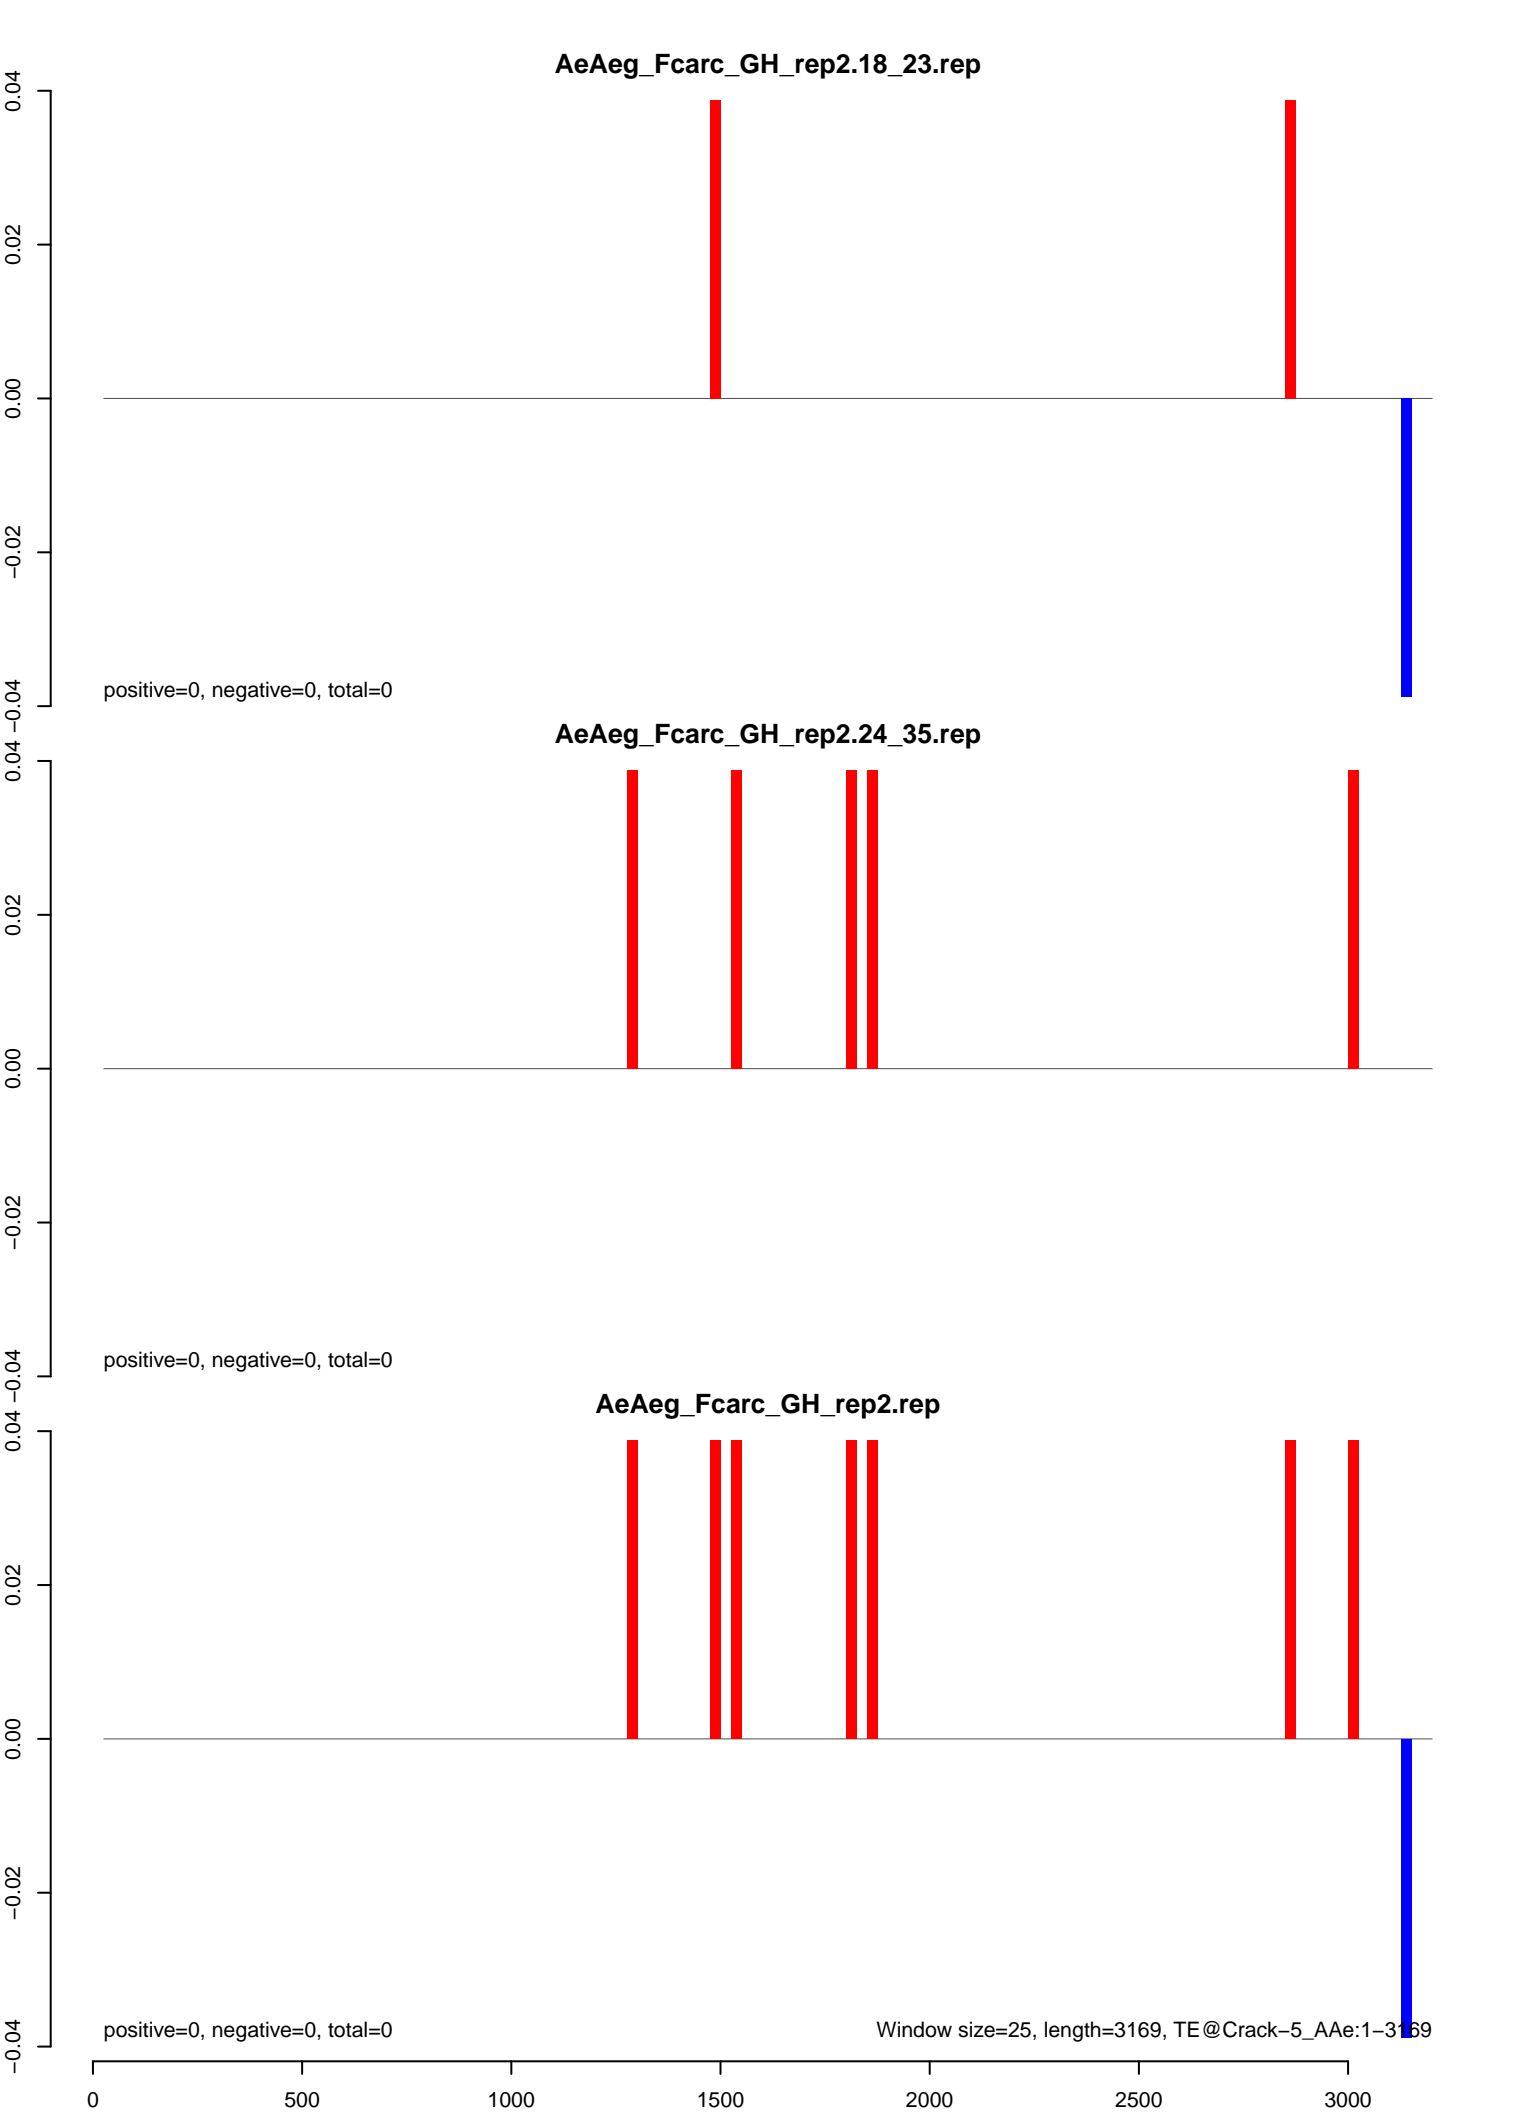 AeAeg_Fcarc_GH_rep2.18_23.rep
0.04
0.02
0.00
−0.02
−0.04
positive=0, negative=0, total=0
AeAeg_Fcarc_GH_rep2.24_35.rep
0.04
0.02
0.00
−0.02
−0.04
positive=0, negative=0, total=0
AeAeg_Fcarc_GH_rep2.rep
0.04
0.02
0.00
−0.02
−0.04
positive=0, negative=0, total=0
Window size=25, length=3169, TE@Crack−5_AAe:1−3169
0 500 1000 1500 2000 2500 3000